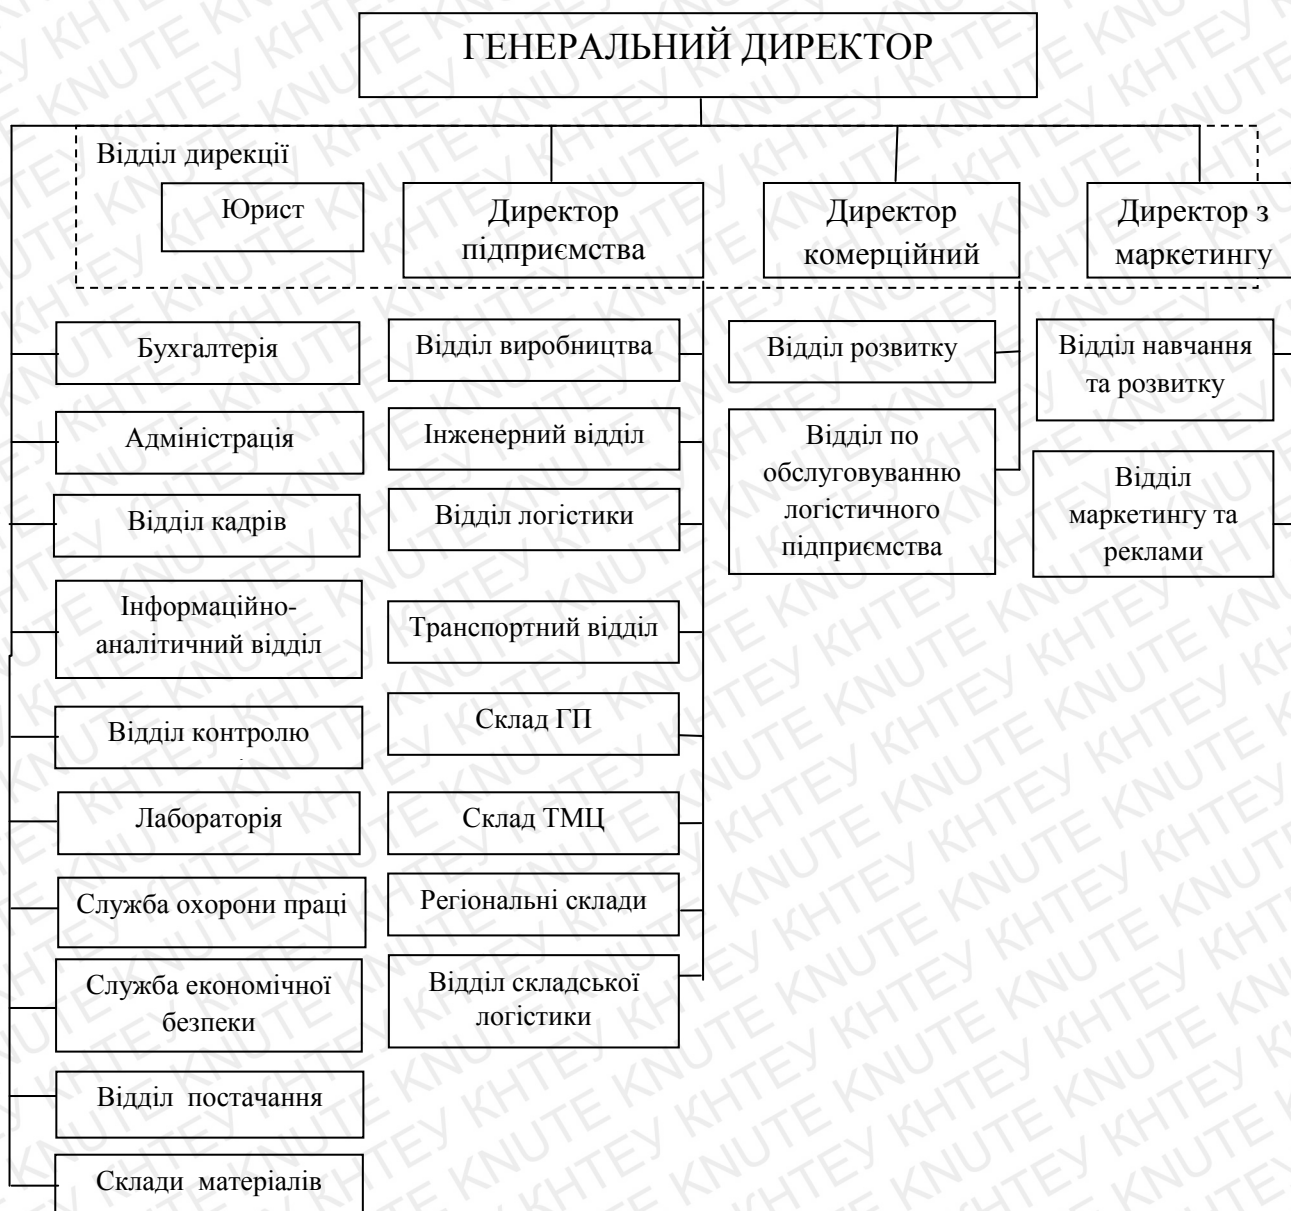 ГЕНЕРАЛЬНИЙ ДИРЕКТОР
Відділ дирекції
Юрист
Директор
підприємства
Директор
комерційний
Директор з
маркетингу
Бухгалтерія
Адміністрація
Відділ кадрів
Інформаційно-
аналітичний відділ
Відділ контролю
Лабораторія
Служба охорони праці
Служба економічної
безпеки
Відділ постачання
Склади матеріалів
Відділ виробництва
Інженерний відділ
Відділ логістики
Транспортний відділ
Склад ГП
Склад ТМЦ
Регіональні склади
Відділ складської
логістики
Відділ розвитку
Відділ по
обслуговуванню
логістичного
підприємства
Відділ навчання
та розвитку
Відділ
маркетингу та
реклами
КНТЕУ KNUTE